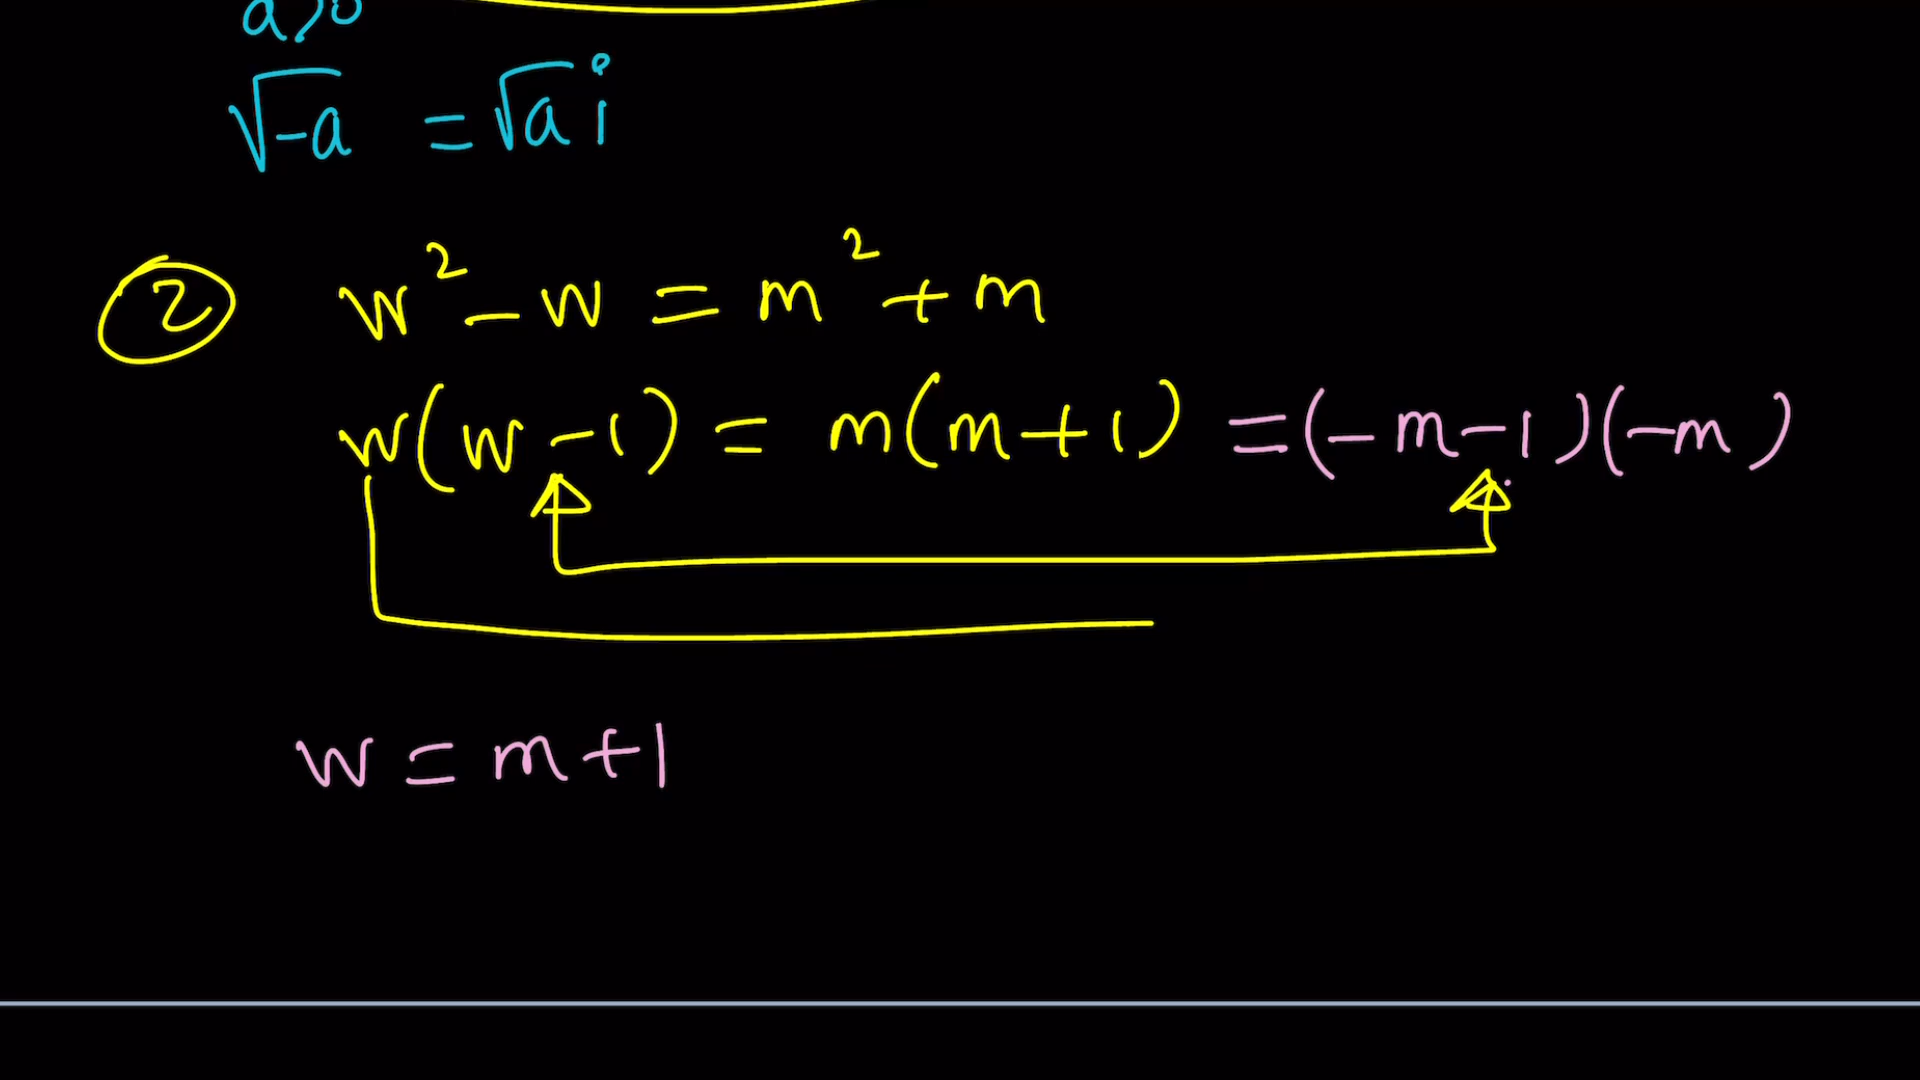 a>0
√-a = √a i
② w² - w = m² + m
w(w-1) = m(m+1) = (-m-1)(-m)
w = m+1